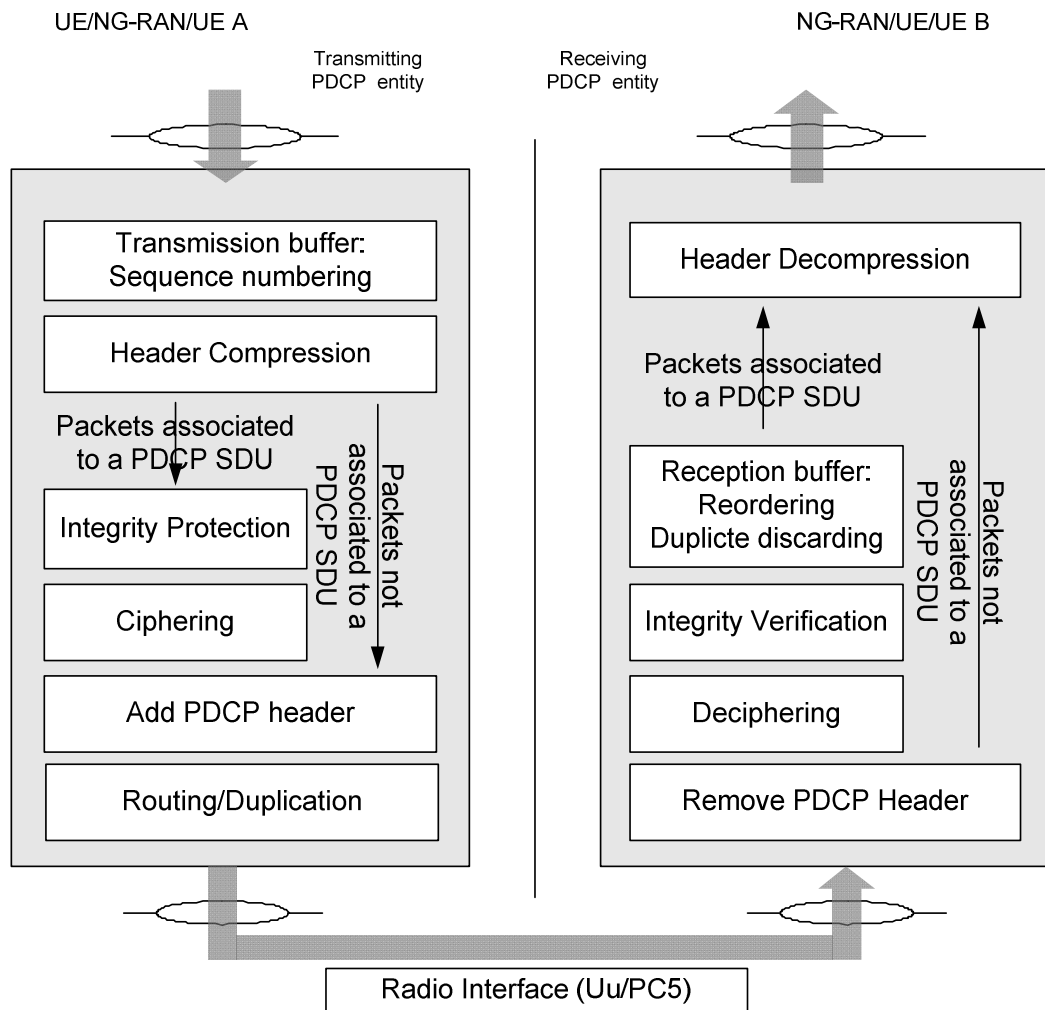 UE/NG-RAN/UE A
NG-RAN/UE/UE B
Transmitting
PDCP entity
Receiving
PDCP entity
Transmission buffer:
Sequence numbering
Header Compression
Packets associated
to a PDCP SDU
Packets not
associated to a
PDCP SDU
Integrity Protection
Ciphering
Add PDCP header
Routing/Duplication
Header Decompression
Packets associated
to a PDCP SDU
Packets not
associated to a
PDCP SDU
Reception buffer:
Reordering
Duplicte discarding
Integrity Verification
Deciphering
Remove PDCP Header
Radio Interface (Uu/PC5)